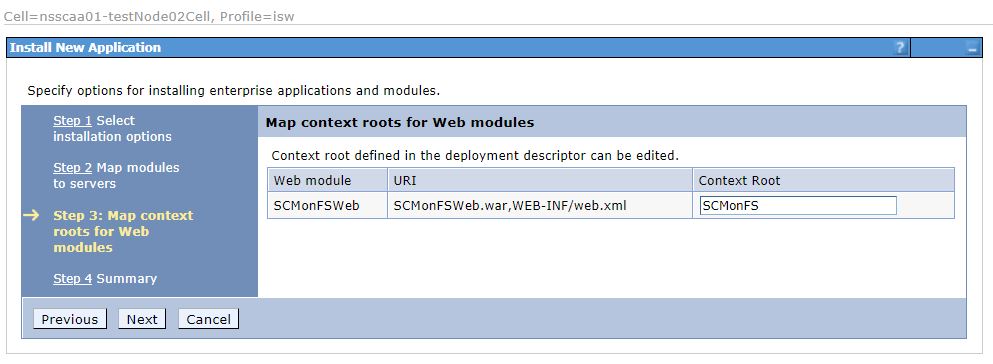 Cell=nsscaa01-testNode02Cell, Profile=isw
Install New Application
?
Specify options for installing enterprise applications and modules.
Step 1 Select
installation options
Step 2 Map modules
to servers
Step 3: Map context
roots for Web
modules
Step 4 Summary
Map context roots for Web modules
Context root defined in the deployment descriptor can be edited.
Web module URI Context Root
SCMonFSWeb SCMonFSWeb.war,WEB-INF/web.xml SCMonFS
Previous Next Cancel